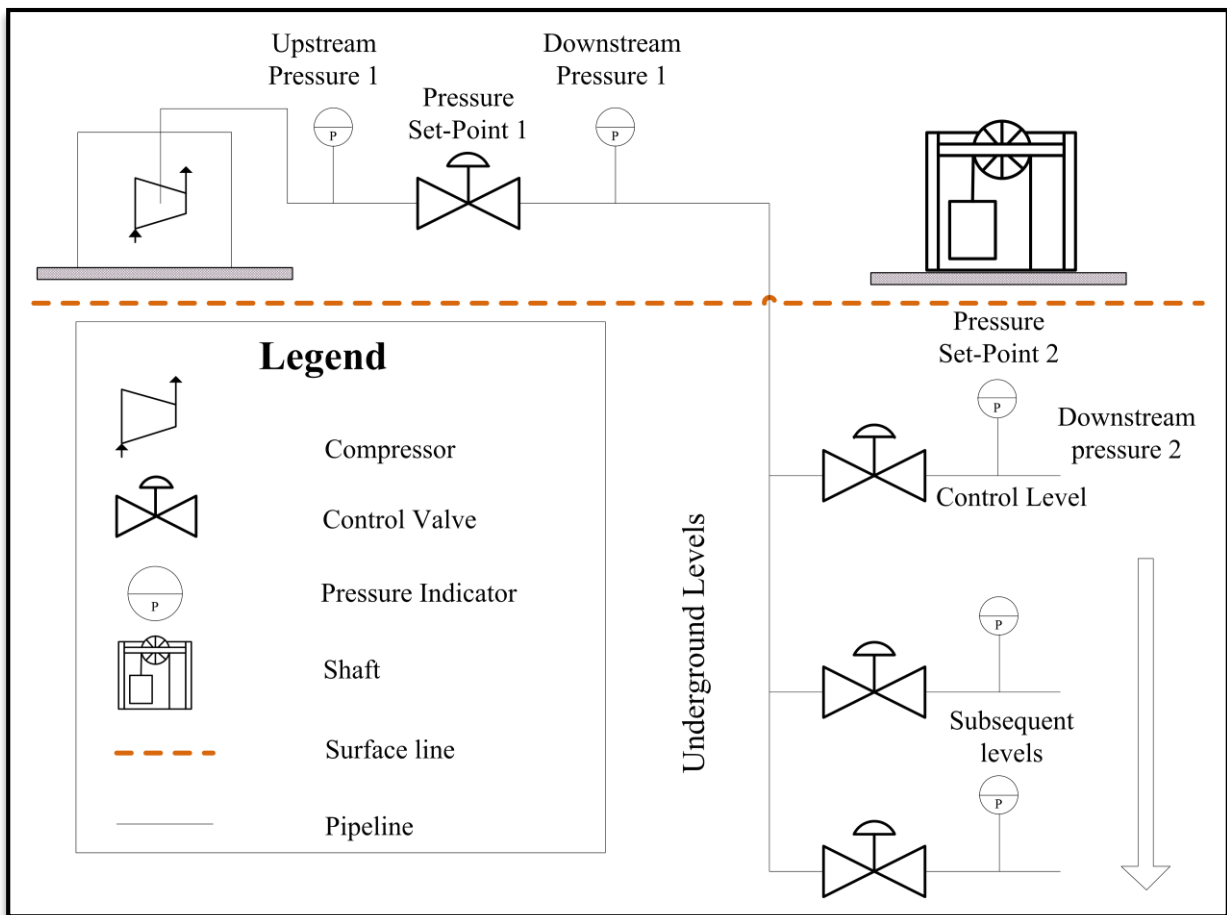 Upstream
Pressure 1
Pressure
Set-Point 1
Downstream
Pressure 1
P
P
Pressure
Set-Point 2
P
Downstream
pressure 2
Control Level
Underground Levels
P
Subsequent
levels
P
Legend
Compressor
Control Valve
P
Pressure Indicator
Shaft
Surface line
Pipeline